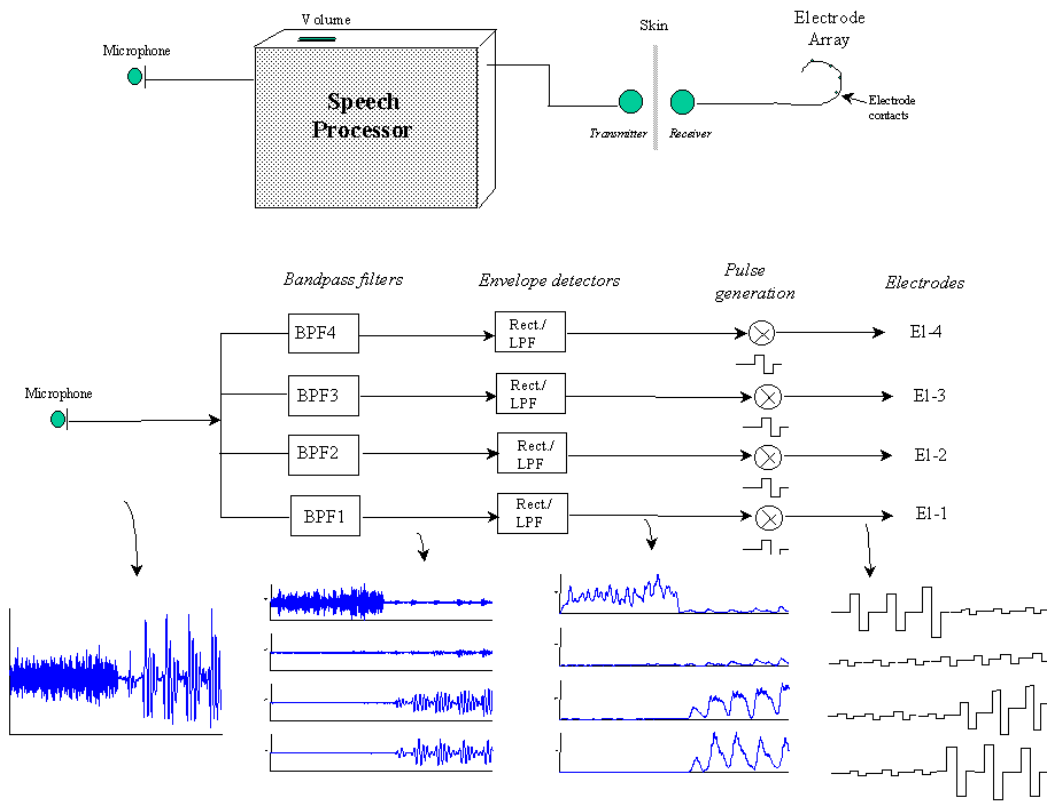 Volume
Microphone
Speech
Processor
Skin
Transmitter
Receiver
Electrode
Array
Electrode
contacts
Bandpass filters
Envelope detectors
Pulse
generation
Electrodes
BPF4
Rect./
LPF
El-4
Microphone
BPF3
Rect./
LPF
El-3
BPF2
Rect./
LPF
El-2
BPF1
Rect./
LPF
El-1